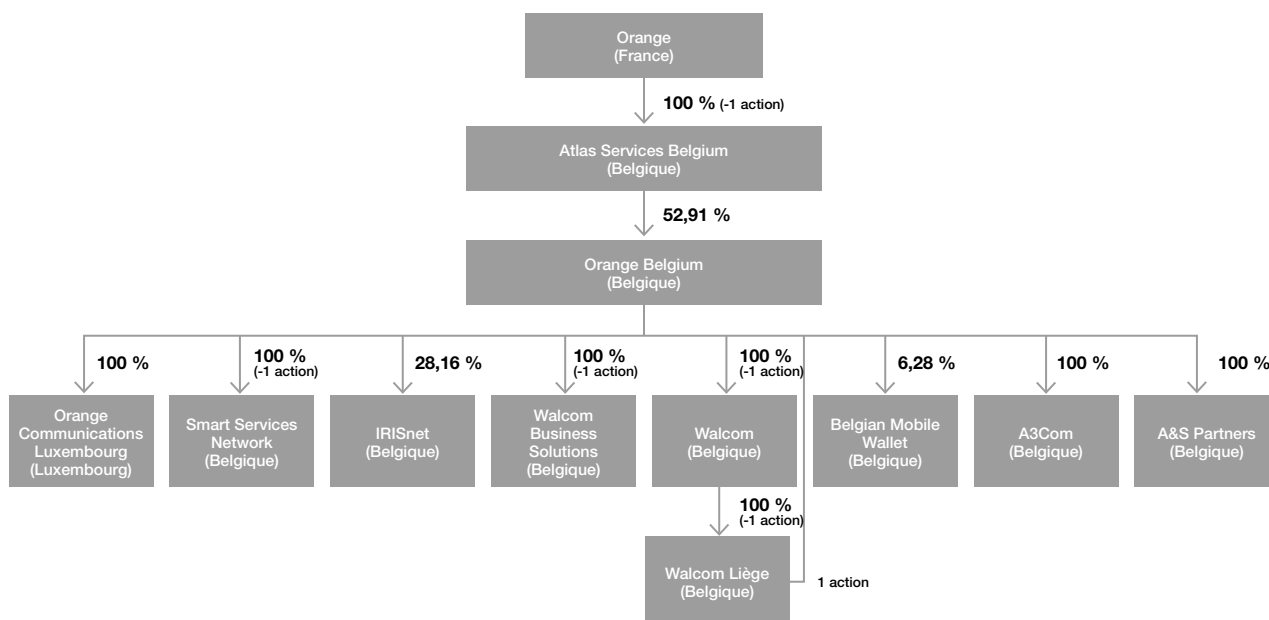 Orange
(France)
100 % (-1 action)
Atlas Services Belgium
(Belgique)
52,91 %
Orange Belgium
(Belgique)
100 %
100 %
(-1 action)
28,16 %
100 %
(-1 action)
100 %
(-1 action)
6,28 %
100 %
100 %
Orange
Communications
Luxembourg
(Luxembourg)
Smart Services
Network
(Belgique)
IRISnet
(Belgique)
Walcom
Business
Solutions
(Belgique)
Walcom
(Belgique)
Belgian Mobile
Wallet
(Belgique)
A3Com
(Belgique)
A&S Partners
(Belgique)
100 %
(-1 action)
Walcom Liège
(Belgique)
1 action